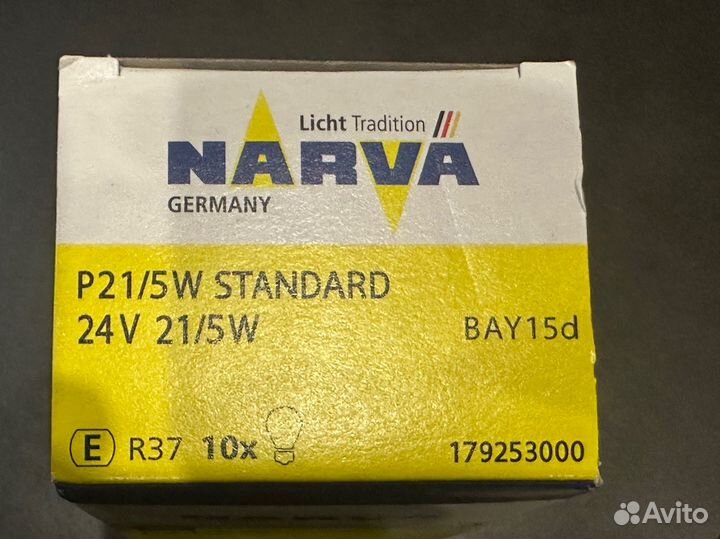 Licht Tradition
NARVA
GERMANY
P21/5W STANDARD
24V 21/5W BAY15d
E R37 10x 179253000
Avito